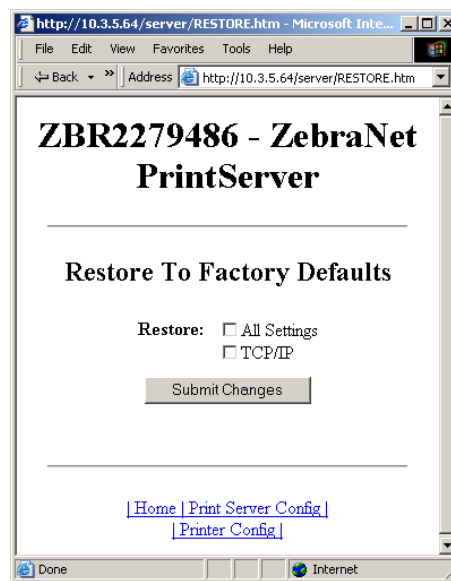 http://10.3.5.64/server/RESTORE.htm - Microsoft Inte...
File Edit View Favorites Tools Help
Back » Address http://10.3.5.64/server/RESTORE.htm
ZBR2279486 - ZebraNet
PrintServer
Restore To Factory Defaults
Restore: All Settings
TCP/IP
Submit Changes
| Home | Print Server Config |
| Printer Config |
Done Internet